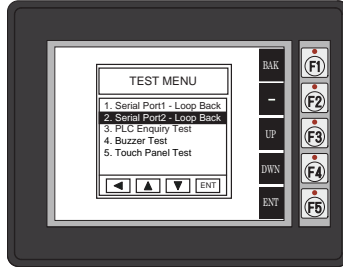 TEST MENU
1. Serial Port1 - Loop Back
2. Serial Port2 - Loop Back
3. PLC Enquiry Test
4. Buzzer Test
5. Touch Panel Test
ENT
BAK
–
UP
DWN
ENT
F1
F2
F3
F4
F5